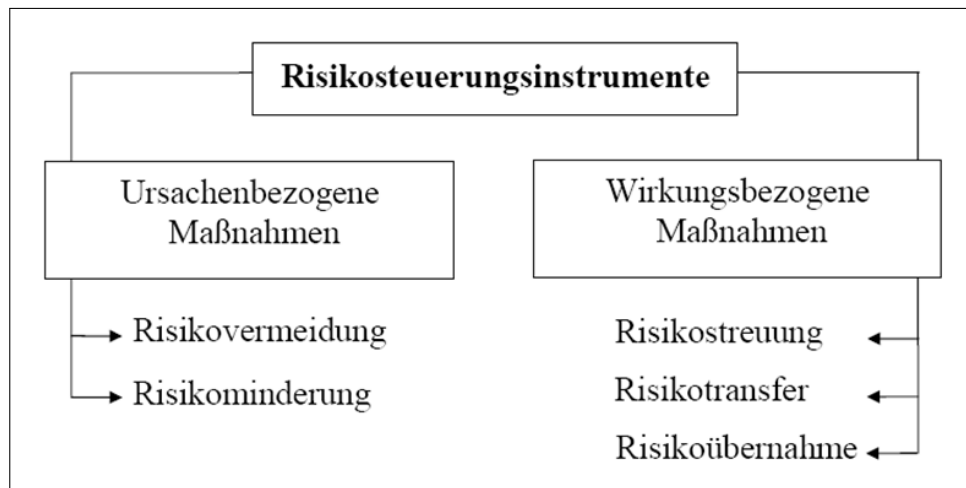 Risikosteuerungsinstrumente
Ursachenbezogene
Maßnahmen
Risikovermeidung
Risikominderung
Wirkungsbezogene
Maßnahmen
Risikostreuung
Risikotransfer
Risikoübernahme